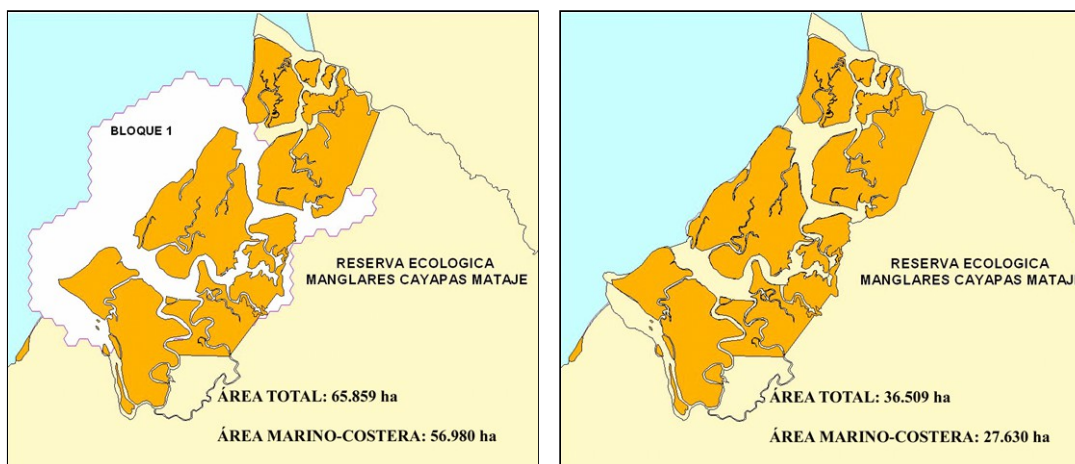 BLOQUE 1
RESERVA ECOLOGICA
MANGLARES CAYAPAS MATAJE
ÁREA TOTAL: 65.859 ha
ÁREA MARINO-COSTERA: 56.980 ha
RESERVA ECOLOGICA
MANGLARES CAYAPAS MATAJE
ÁREA TOTAL: 36.509 ha
ÁREA MARINO-COSTERA: 27.630 ha